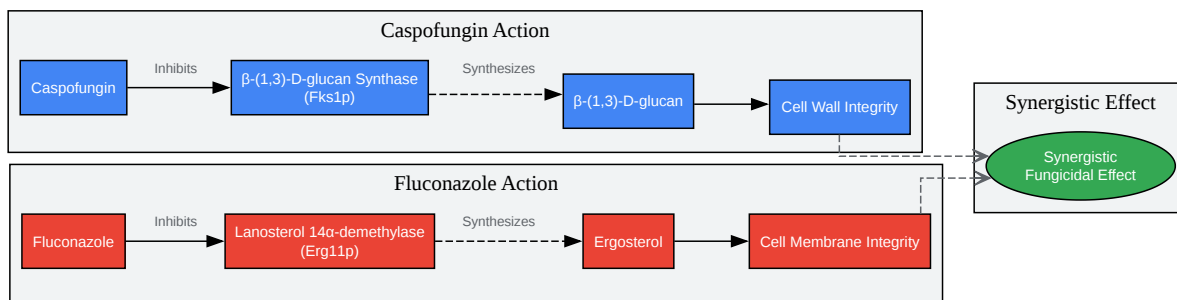 Caspofungin Action
Caspofungin
Inhibits
β-(1,3)-D-glucan Synthase
(Fks1p)
Synthesizes
β-(1,3)-D-glucan
Cell Wall Integrity
Fluconazole Action
Fluconazole
Inhibits
Lanosterol 14α-demethylase
(Erg11p)
Synthesizes
Ergosterol
Cell Membrane Integrity
Synergistic Effect
Synergistic
Fungicidal Effect